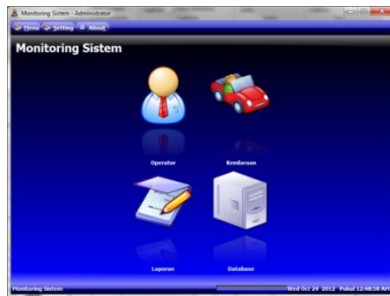 Monitoring Sistem - Administrator
Menu Setting About
Monitoring Sistem
Operator Kendaraan
Laporan Database
Monitoring Sistem Wed Oct 24 2012 Pukul 12:48:58 AM